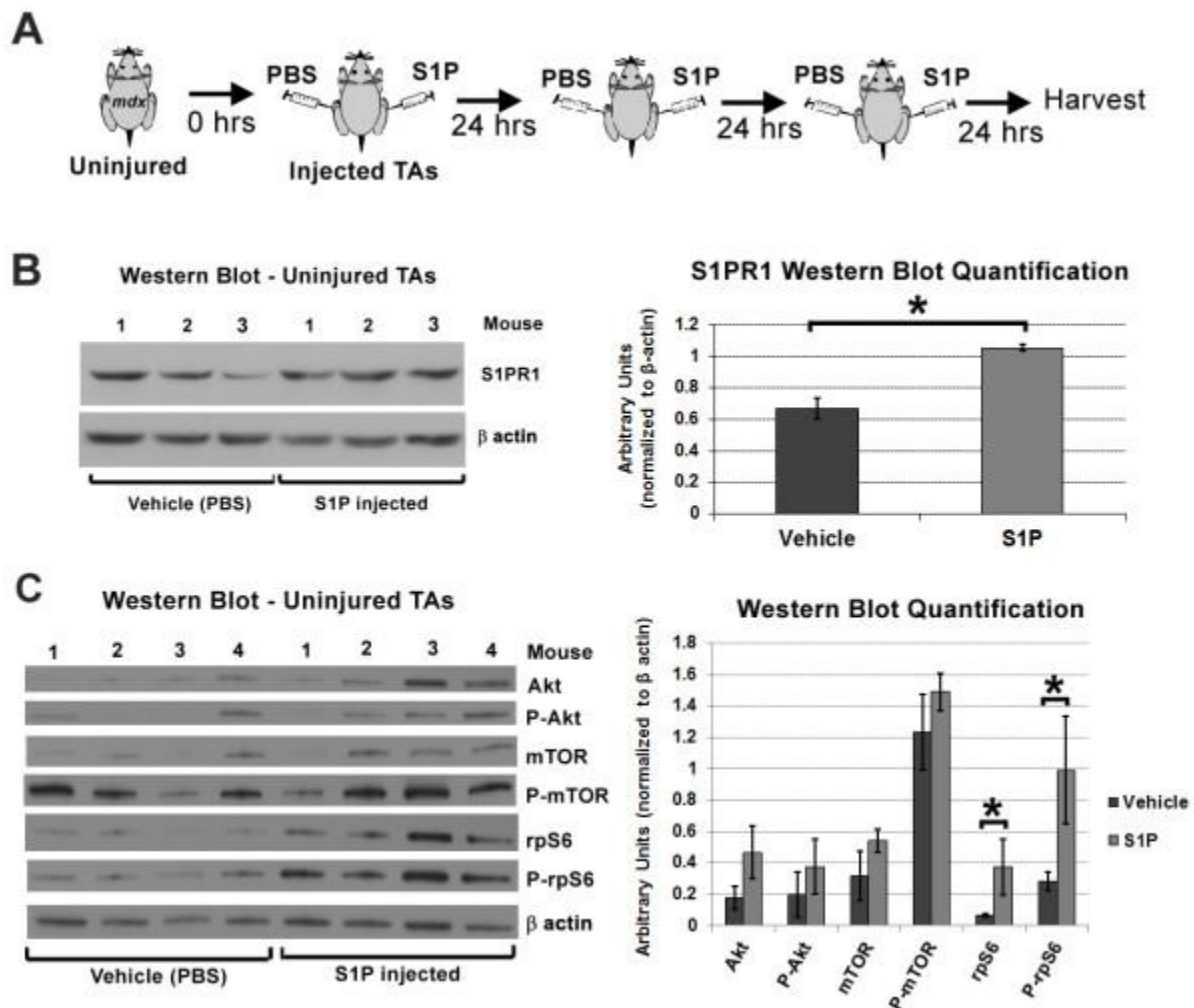 A
mdx
Uninjured
0 hrs
PBS S1P
Injected TAs
24 hrs
PBS S1P
24 hrs
PBS S1P
24 hrs
Harvest
B
Western Blot - Uninjured TAs
1 2 3 1 2 3 Mouse
S1PR1
β actin
Vehicle (PBS) S1P injected
S1PR1 Western Blot Quantification
*
Arbitrary Units
(normalized to β-actin)
1.2
1
0.8
0.6
0.4
0.2
0
Vehicle S1P
C
Western Blot - Uninjured TAs
1 2 3 4 1 2 3 4 Mouse
Akt
P-Akt
mTOR
P-mTOR
rpS6
P-rpS6
β actin
Vehicle (PBS) S1P injected
Western Blot Quantification
Arbitrary Units (normalized to β actin)
1.8
1.6
1.4
1.2
1
0.8
0.6
0.4
0.2
0
* *
Akt P-Akt mTOR P-mTOR rpS6 P-rpS6
Vehicle
S1P